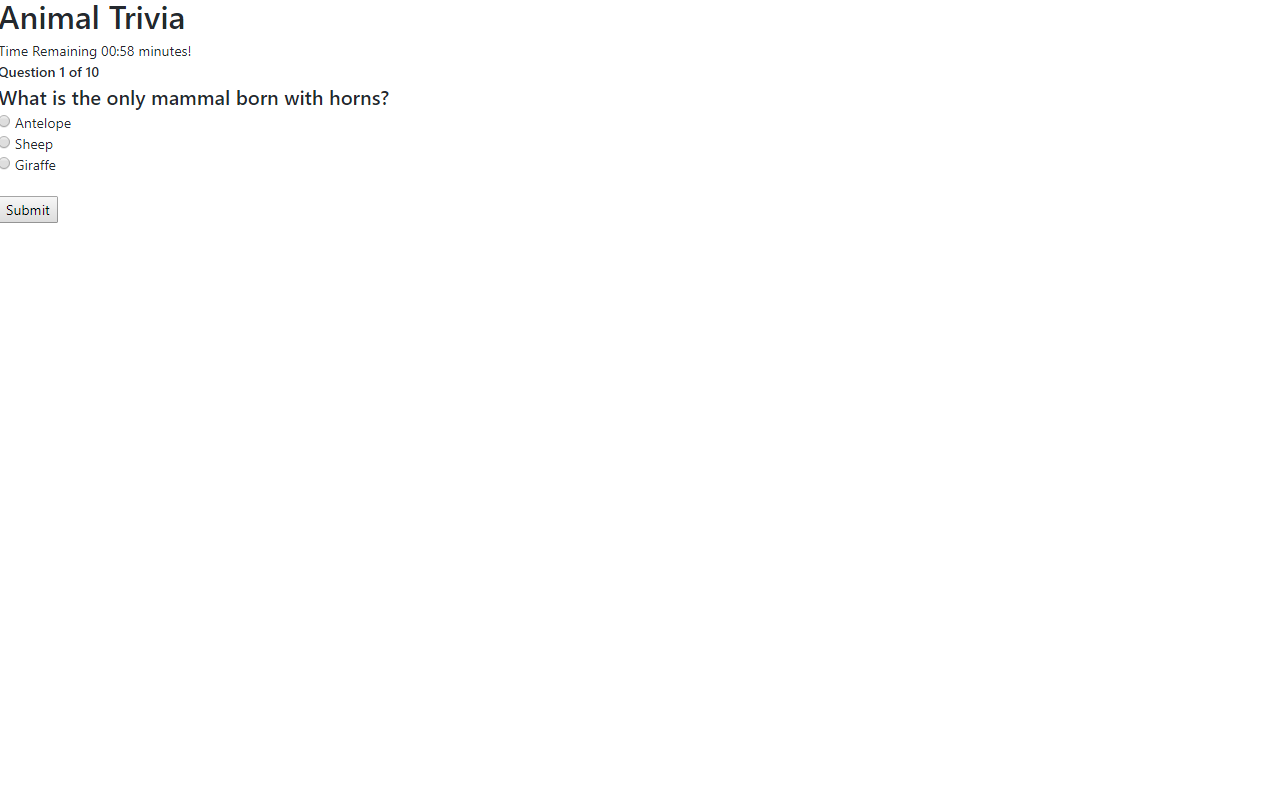 Animal Trivia
Time Remaining 00:58 minutes!
Question 1 of 10
What is the only mammal born with horns?
Antelope
Sheep
Giraffe
Submit